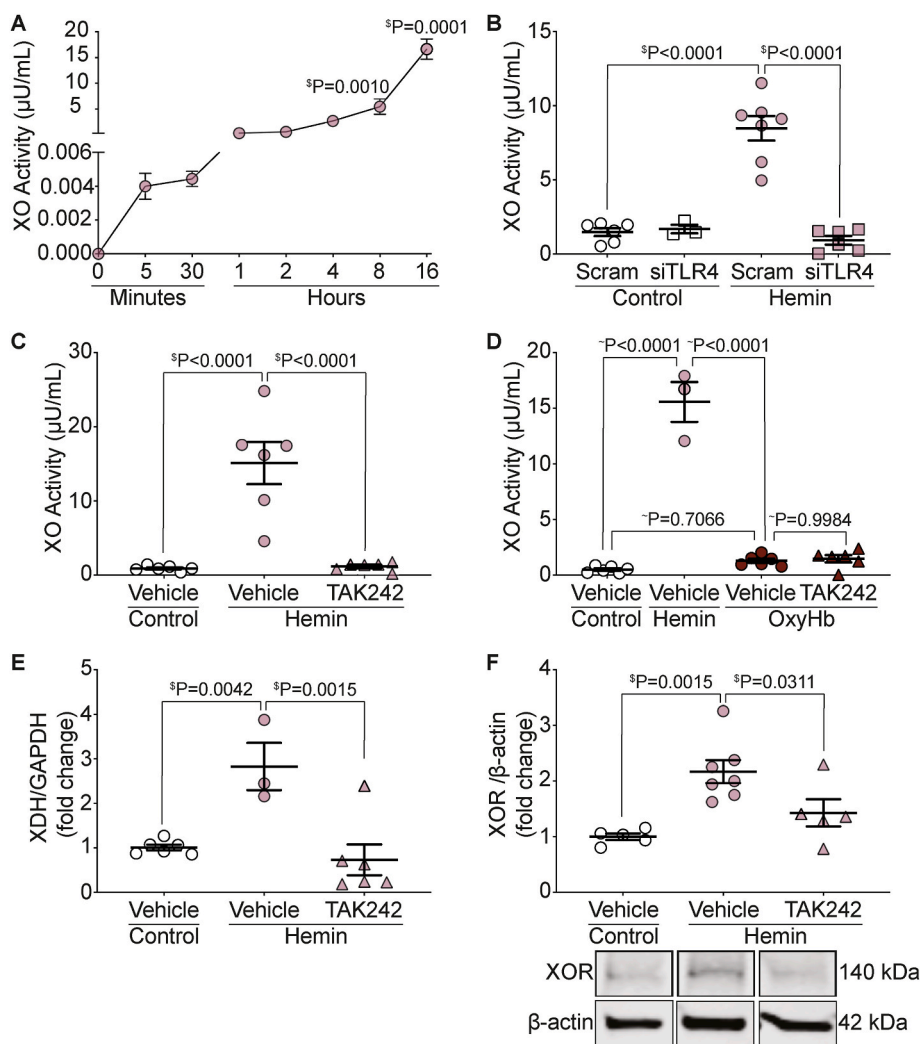 A
XO Activity (μU/mL)
20
15
10
5
0.006
0.004
0.002
0.000
$P=0.0010
$P=0.0001
0 5 30 1 2 4 8 16
Minutes Hours
B
XO Activity (μU/mL)
15
10
5
0
$P<0.0001 $P<0.0001
Scram siTLR4 Scram siTLR4
Control Hemin
C
XO Activity (μU/mL)
30
20
10
0
$P<0.0001 $P<0.0001
Vehicle Vehicle TAK242
Control Hemin
D
XO Activity (μU/mL)
20
15
10
5
0
~P<0.0001 ~P<0.0001
~P=0.7066 ~P=0.9984
Vehicle Vehicle Vehicle TAK242
Control Hemin OxyHb
E
XDH/GAPDH
(fold change)
5
4
3
2
1
0
$P=0.0042 $P=0.0015
Vehicle Vehicle TAK242
Control Hemin
F
XOR /β-actin
(fold change)
4
3
2
1
0
$P=0.0015 $P=0.0311
Vehicle Vehicle TAK242
Control Hemin
XOR 140 kDa
β-actin 42 kDa